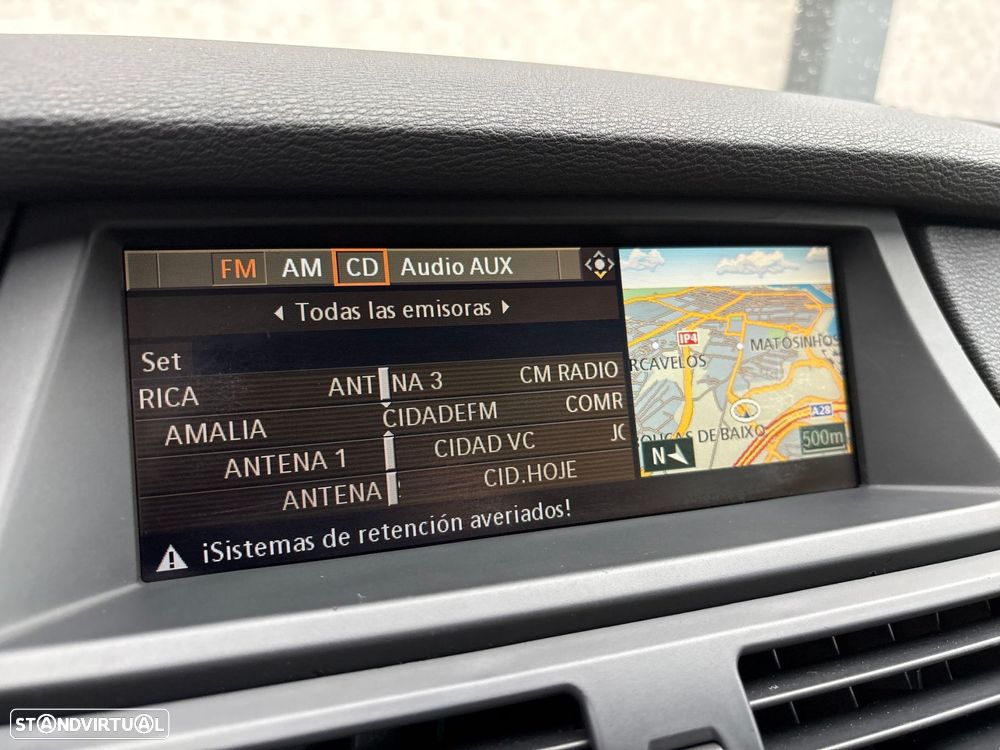 FM AM CD Audio AUX
Todas las emisoras
Set
RICA ANTENA 3 CM RADIO
AMALIA CIDADEFM COMR
ANTENA 1 CIDAD VC
ANTENA CID.HOJE
¡Sistemas de retención averiados!
IP4
RCAVELOS MATOSINHOS
A28
DE BAIXO
500m
N
STANDVIRTUAL